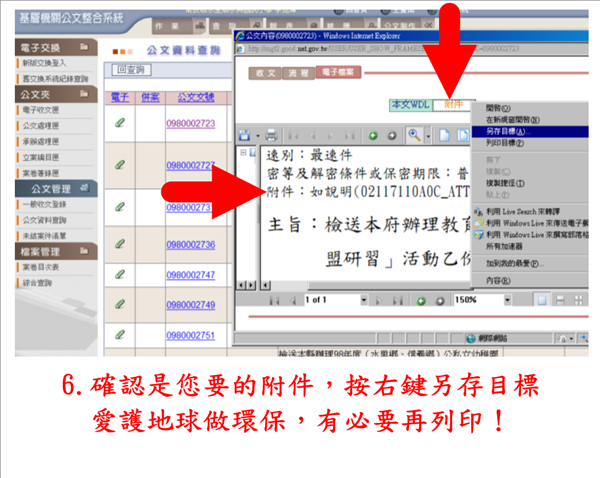 基層機關公文整合系統
作 業
公文內容(0980002723) - Windows Internet Explorer
電子交換
新版交換登入
舊交換系統紀錄查詢
公文夾
電子收文匣
公文處理匣
承辦處理匣
立案編目匣
案卷簿錄匣
公文管理
一般收文登錄
公文資料查詢
未結案件清單
檔案管理
案卷目次表
綜合查詢
公文資料查詢
回查詢
電子 併案 公文文號
0980002723
0980002727
0980002736
0980002747
0980002749
0980002751
收文 流程 電子檔案
本文WDL 附件
速別：最速件
密等及解密條件或保密期限：普
附件：如說明(02117110A0C_ATT
主旨：檢送本府辦理教育
盟研習」活動乙份
1 of 1
150%
開啟(O)
在新視窗開啟(N)
另存目標(A)...
列印目標(P)
剪下
複製(C)
複製捷徑(T)
貼上(P)
利用 Live Search 來轉譯
利用 Windows Live 來傳送電子郵
利用 Windows Live 來撰寫部落格
所有加速器
加到我的最愛(F)...
內容(R)
網際網路
6.確認是您要的附件，按右鍵另存目標
愛護地球做環保，有必要再列印！